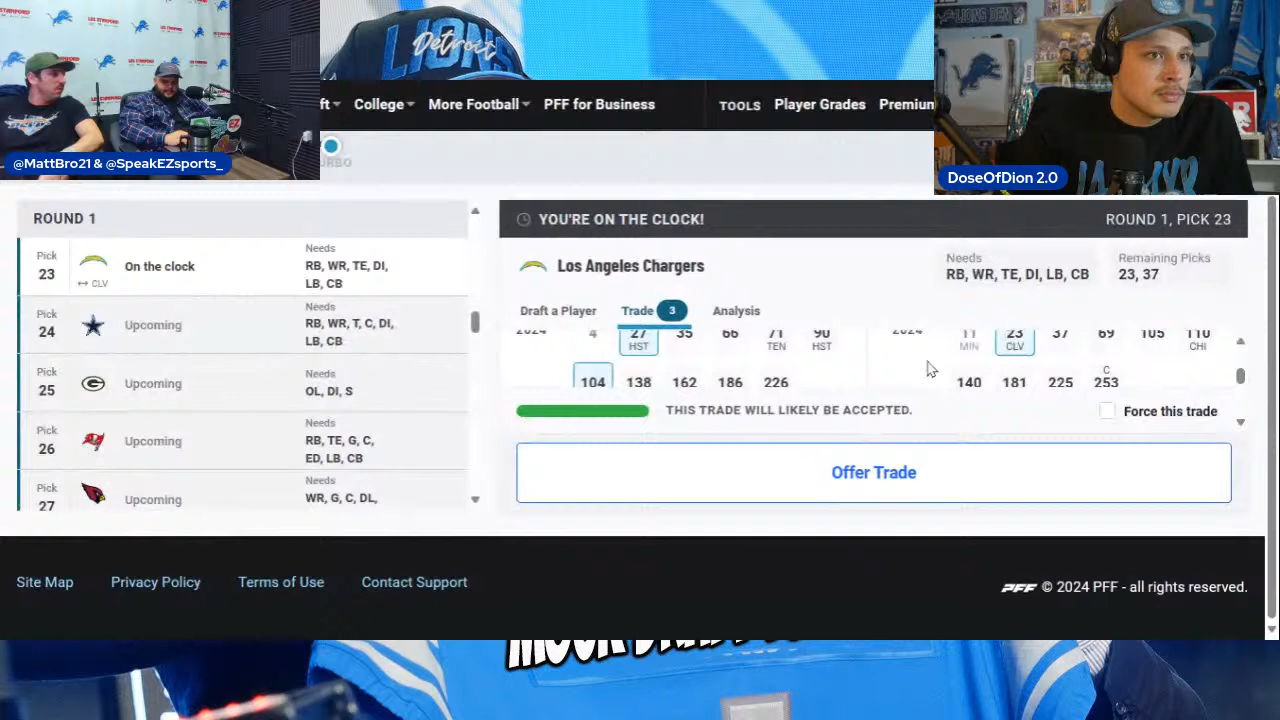 LIONS
Detroit
LIONS DEN
@MattBro21 & @SpeakEZsports_
DoseOfDion 2.0
ft College More Football PFF for Business TOOLS Player Grades Premium
ROUND 1
Pick 23
CLV
On the clock
Needs
RB, WR, TE, DI,
LB, CB
Pick 24
Upcoming
Needs
RB, WR, T, C, DI,
LB, CB
Pick 25
Upcoming
Needs
OL, DI, S
Pick 26
Upcoming
Needs
RB, TE, G, C,
ED, LB, CB
Pick 27
Upcoming
Needs
WR, G, C, DL,
YOU'RE ON THE CLOCK!
ROUND 1, PICK 23
Los Angeles Chargers
Needs
RB, WR, TE, DI, LB, CB
Remaining Picks
23, 37
Draft a Player Trade 3 Analysis
2024 4 27 HST 35 66 71 TEN 90 HST
104 138 162 186 226
2024 11 MIN 23 CLV 37 69 105 110 CHI
140 181 225 C 253
THIS TRADE WILL LIKELY BE ACCEPTED.
Force this trade
Offer Trade
Site Map Privacy Policy Terms of Use Contact Support
PFF © 2024 PFF - all rights reserved.